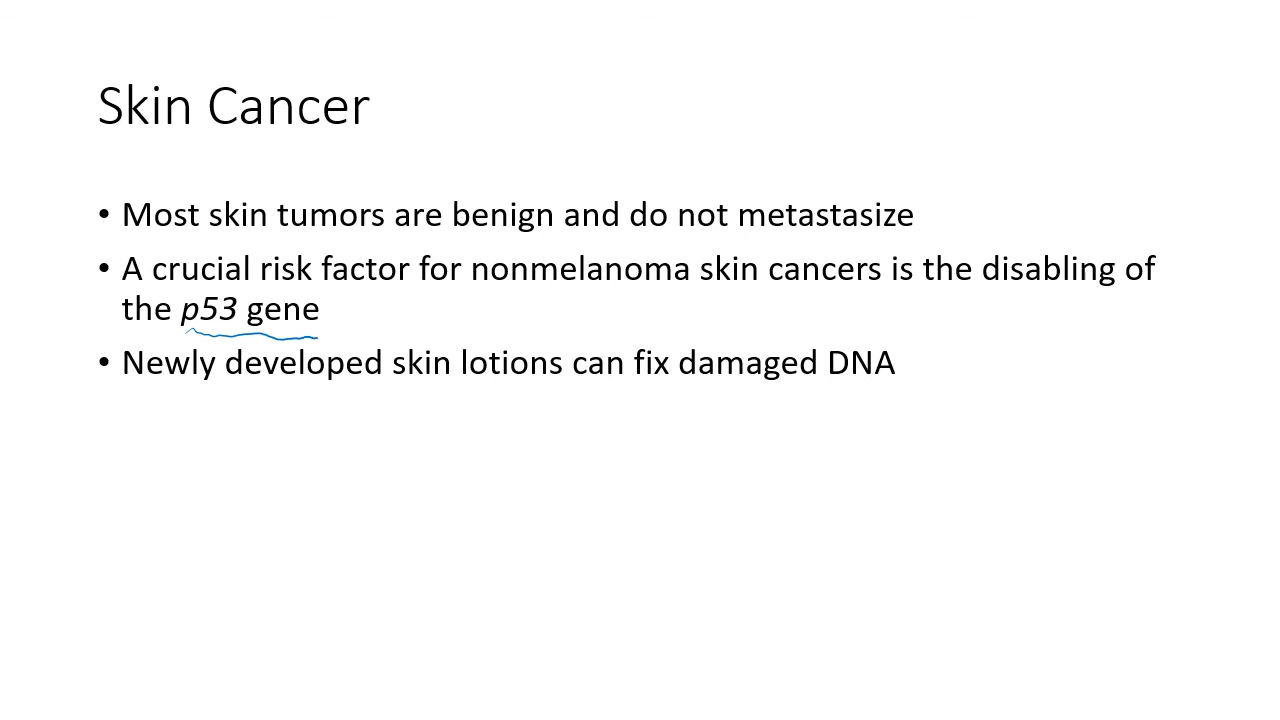 Skin Cancer
• Most skin tumors are benign and do not metastasize
• A crucial risk factor for nonmelanoma skin cancers is the disabling of
the p53 gene
• Newly developed skin lotions can fix damaged DNA